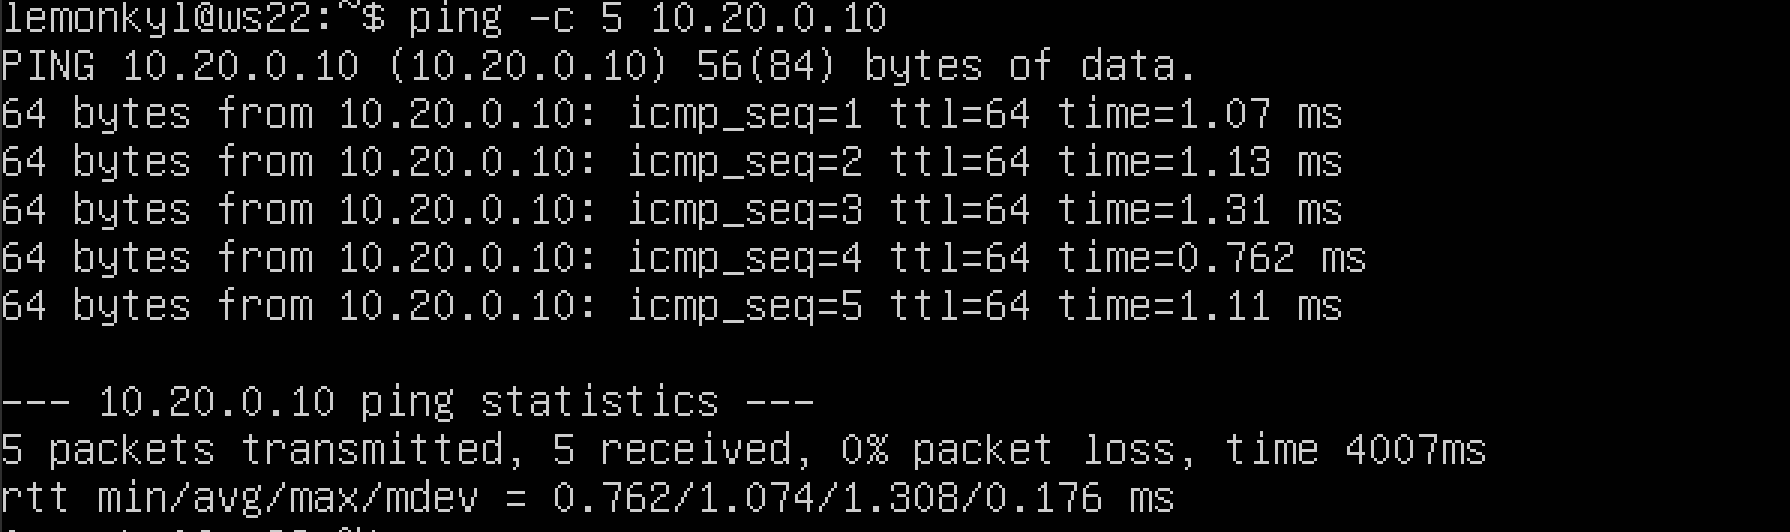 lemonkyl@ws22:~$ ping -c 5 10.20.0.10
PING 10.20.0.10 (10.20.0.10) 56(84) bytes of data.
64 bytes from 10.20.0.10: icmp_seq=1 ttl=64 time=1.07 ms
64 bytes from 10.20.0.10: icmp_seq=2 ttl=64 time=1.13 ms
64 bytes from 10.20.0.10: icmp_seq=3 ttl=64 time=1.31 ms
64 bytes from 10.20.0.10: icmp_seq=4 ttl=64 time=0.762 ms
64 bytes from 10.20.0.10: icmp_seq=5 ttl=64 time=1.11 ms

--- 10.20.0.10 ping statistics ---
5 packets transmitted, 5 received, 0% packet loss, time 4007ms
rtt min/avg/max/mdev = 0.762/1.074/1.308/0.176 ms